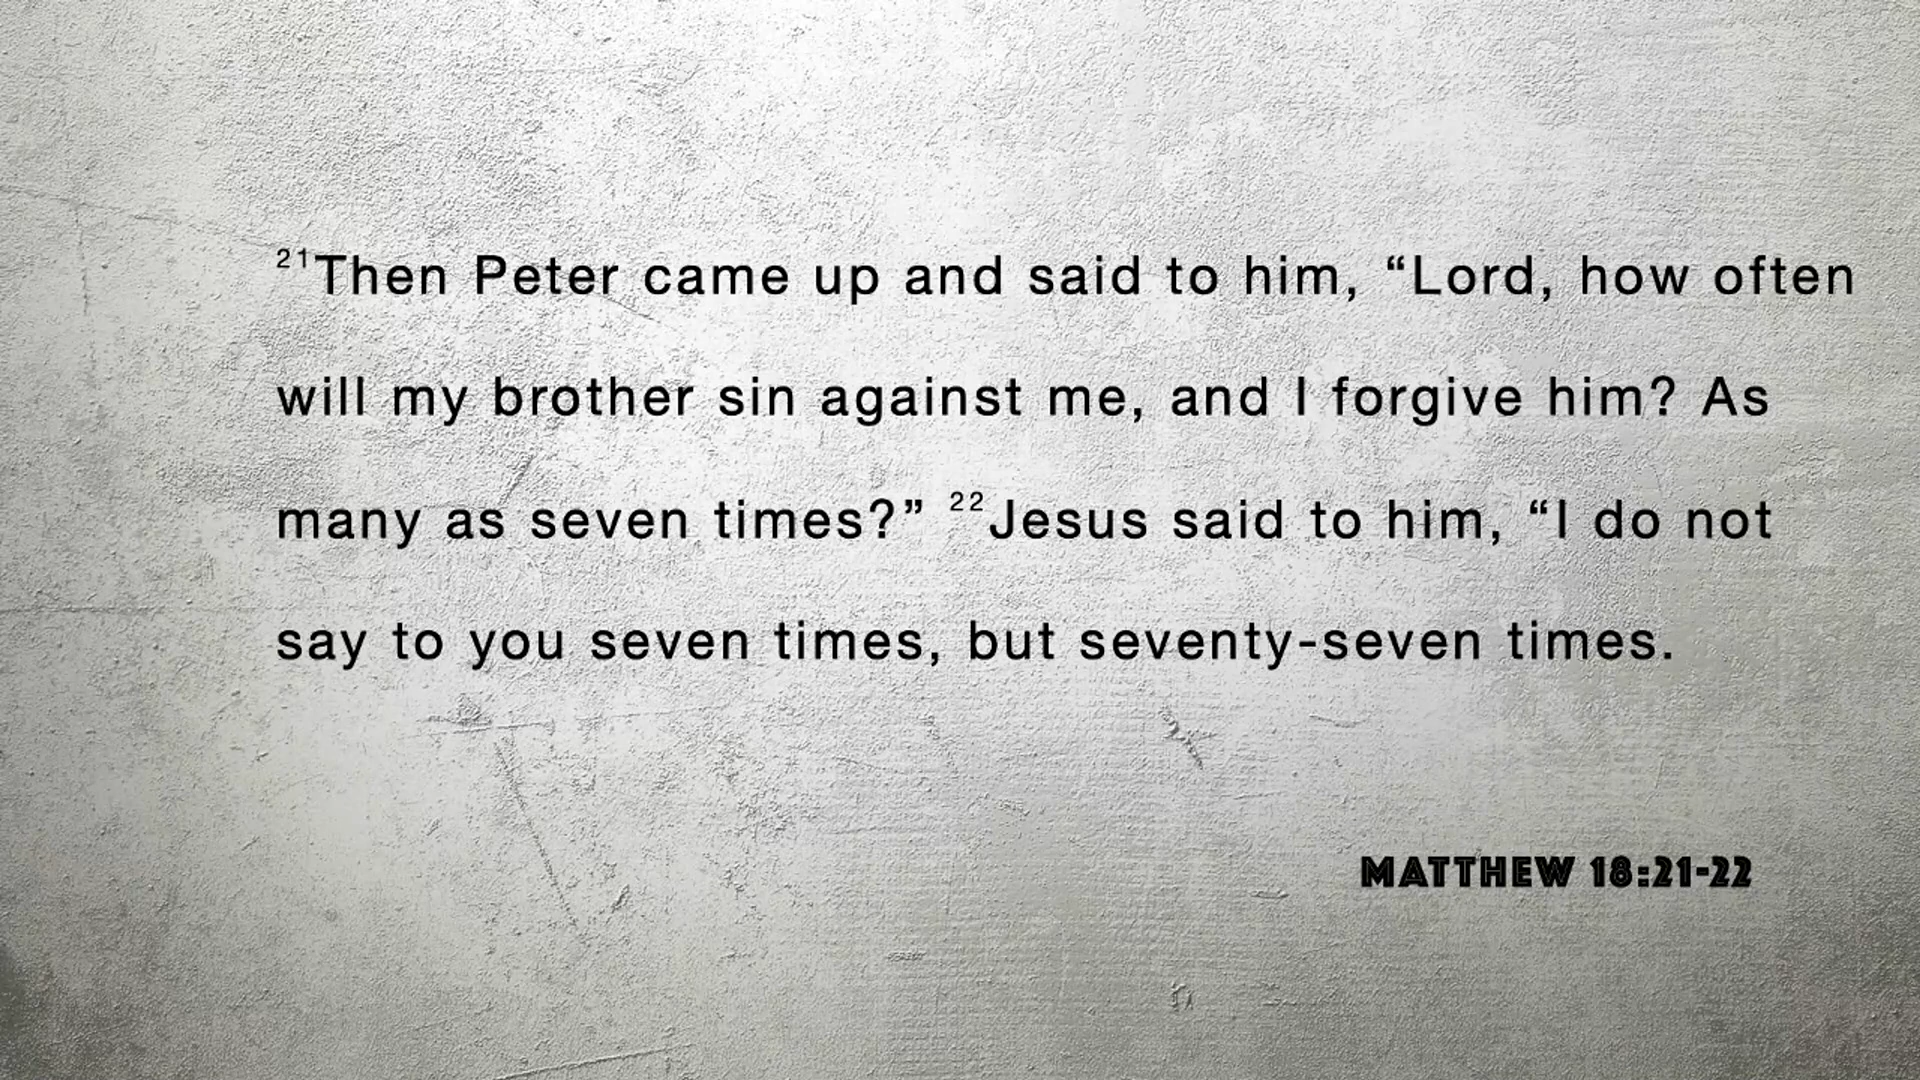 ²¹Then Peter came up and said to him, “Lord, how often
will my brother sin against me, and I forgive him? As
many as seven times?” ²²Jesus said to him, “I do not
say to you seven times, but seventy-seven times.
MATTHEW 18:21-22